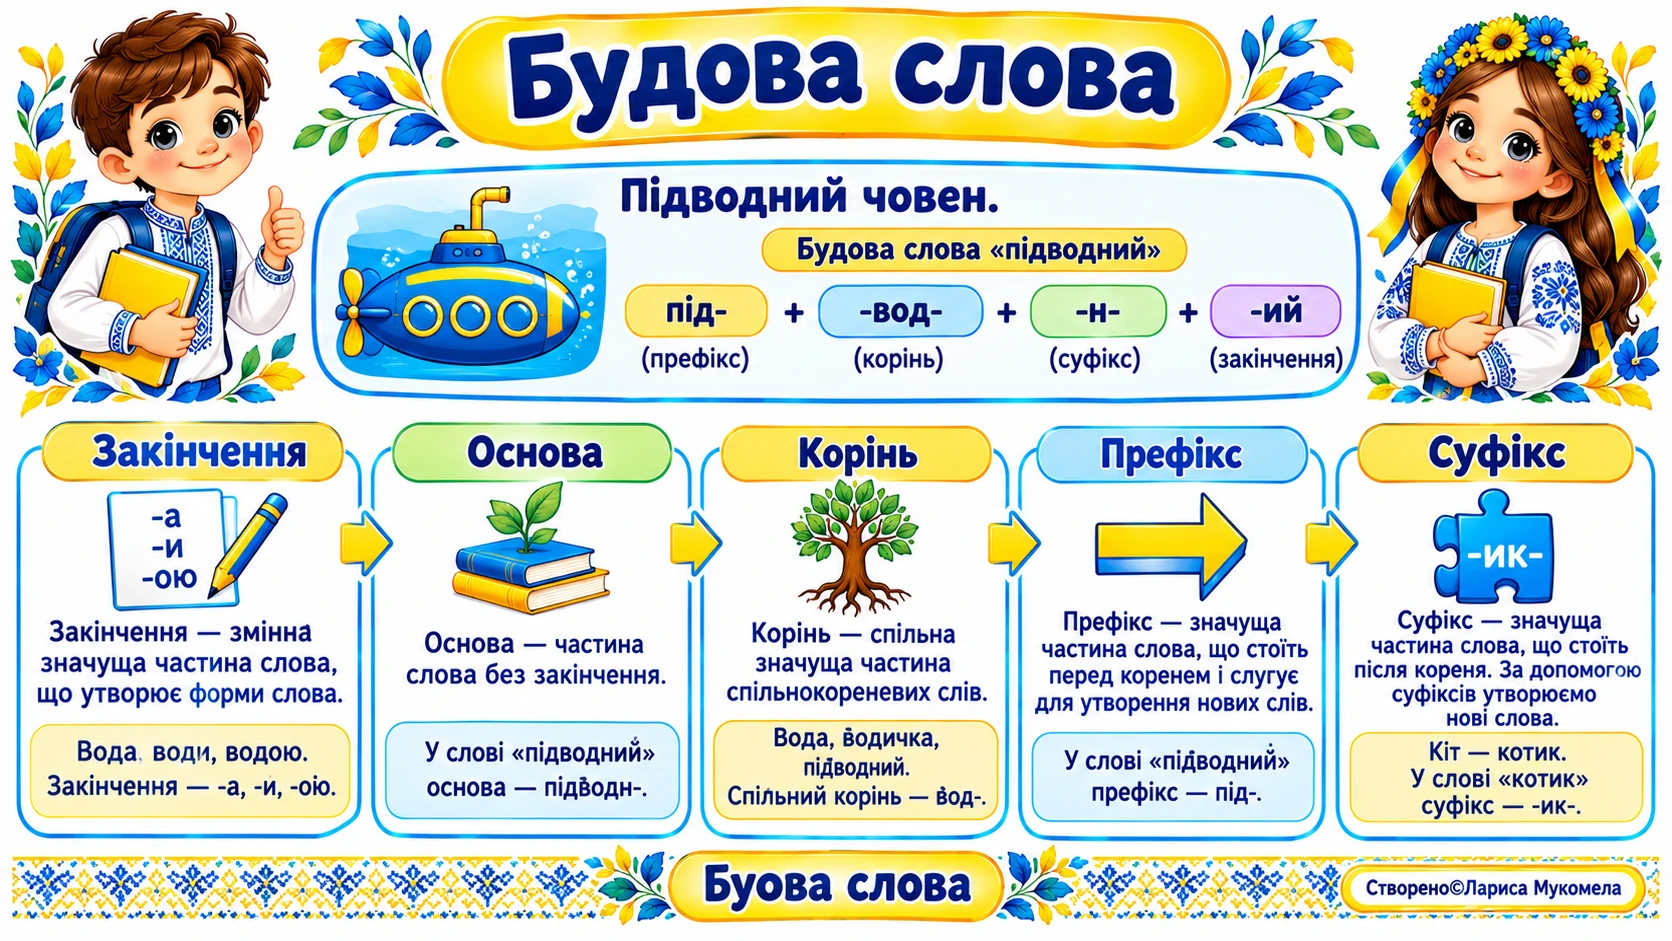 Будова слова
Підводний човен.
Будова слова «підводний»
під- + -вод- + -н- + -ий
(префікс) (корінь) (суфікс) (закінчення)
Закінчення
-а
-и
-ою
Закінчення — змінна
значуща частина слова,
що утворює форми слова.
Вода, води, водою.
Закінчення — -а, -и, -ою.
Основа
Основа — частина
слова без закінчення.
У слові «підводний»
основа — підводн-.
Корінь
Корінь — спільна
значуща частина
спільнокореневих слів.
Вода, водичка,
підводний.
Спільний корінь — вод-.
Префікс
Префікс — значуща
частина слова, що стоїть
перед коренем і слугує
для утворення нових слів.
У слові «підводний»
префікс — під-.
Суфікс
-ик-
Суфікс — значуща
частина слова, що стоїть
після кореня. За допомогою
суфіксів утворюємо
нові слова.
Кіт — котик.
У слові «котик»
суфікс — -ик-.
Буова слова
Створено©Лариса Мукомела